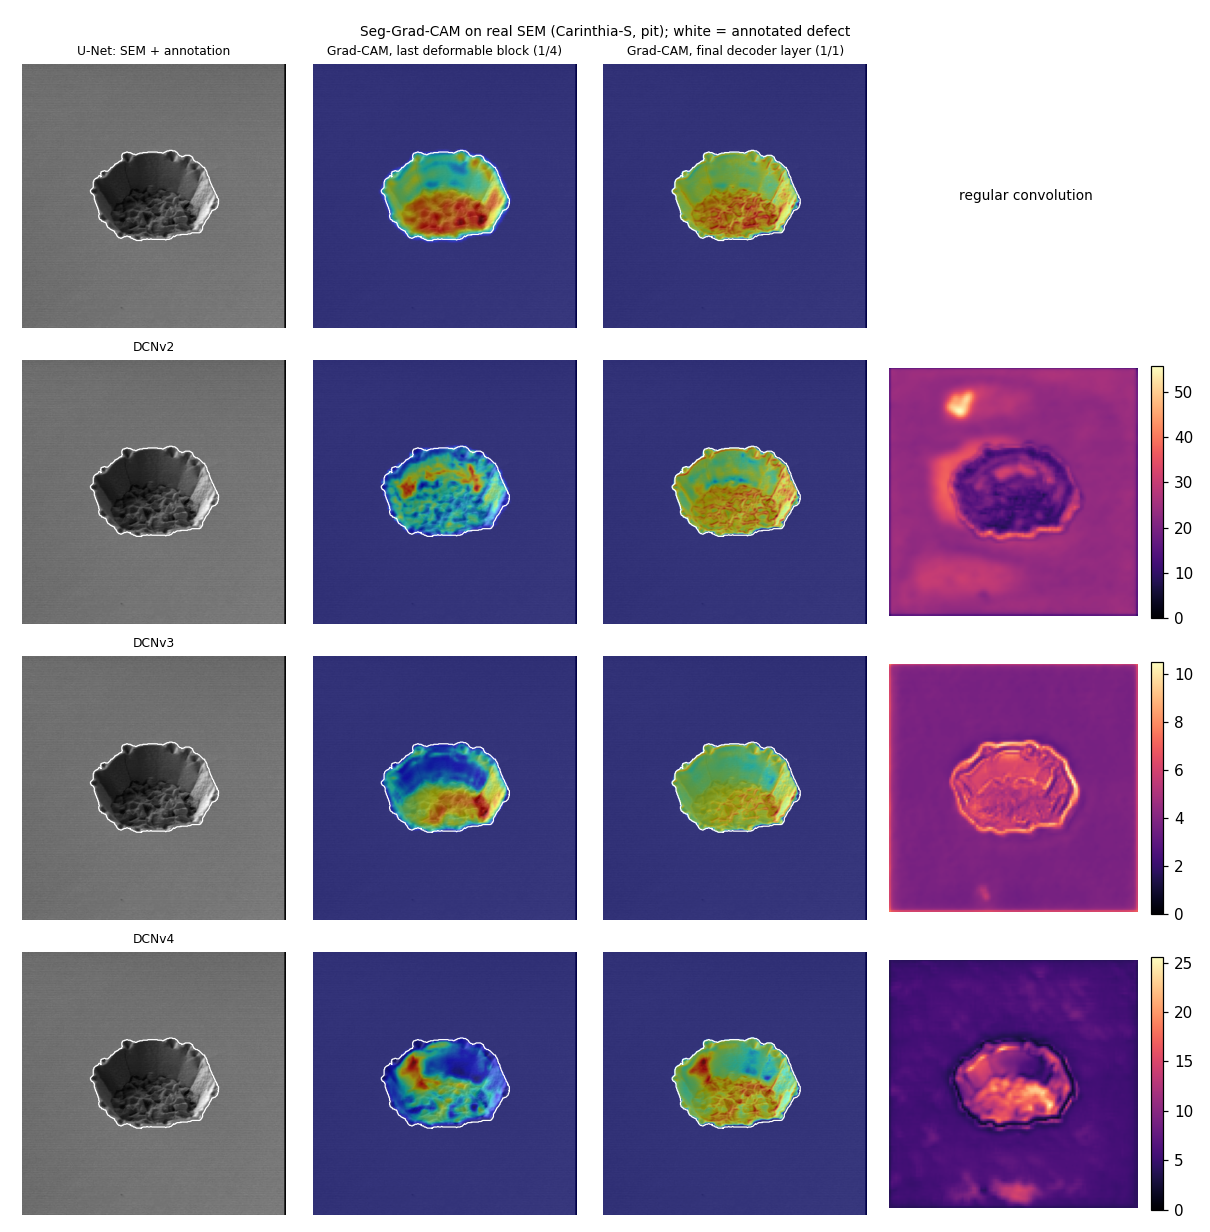 Seg-Grad-CAM on real SEM (Carinthia-S, pit); white = annotated defect
U-Net: SEM + annotation
Grad-CAM, last deformable block (1/4)
Grad-CAM, final decoder layer (1/1)
regular convolution
DCNv2
50
40
30
20
10
0
DCNv3
10
8
6
4
2
0
DCNv4
25
20
15
10
5
0